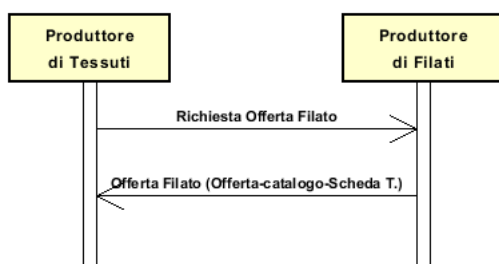 Produttore
di Tessuti
Produttore
di Filati
Richiesta Offerta Filato
Offerta Filato (Offerta-catalogo-Scheda T.)